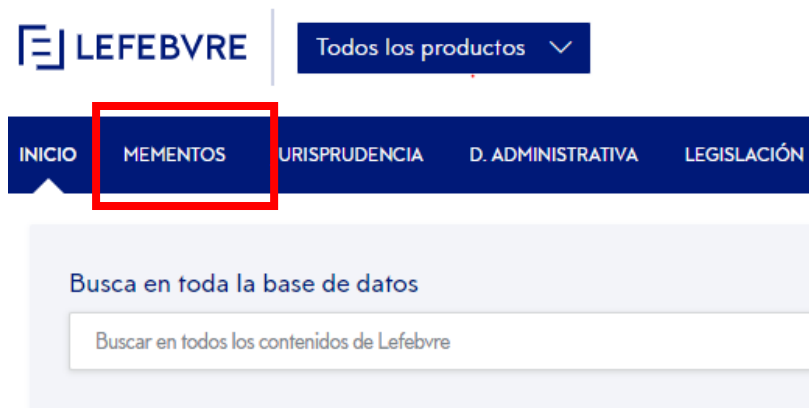 LEFEBVRE
Todos los productos
INICIO MEMENTOS URISPRUDENCIA D. ADMINISTRATIVA LEGISLACIÓN
Busca en toda la base de datos
Buscar en todos los contenidos de Lefebvre